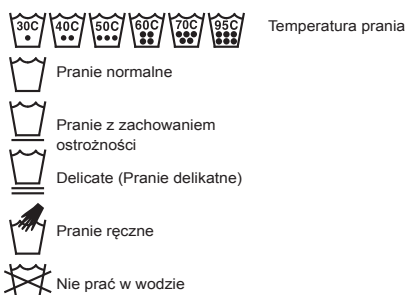 30C 40C 50C 60C 70C 95C Temperatura prania
Pranie normalne
Pranie z zachowaniem
ostrożności
Delicate (Pranie delikatne)
Pranie ręczne
Nie prać w wodzie